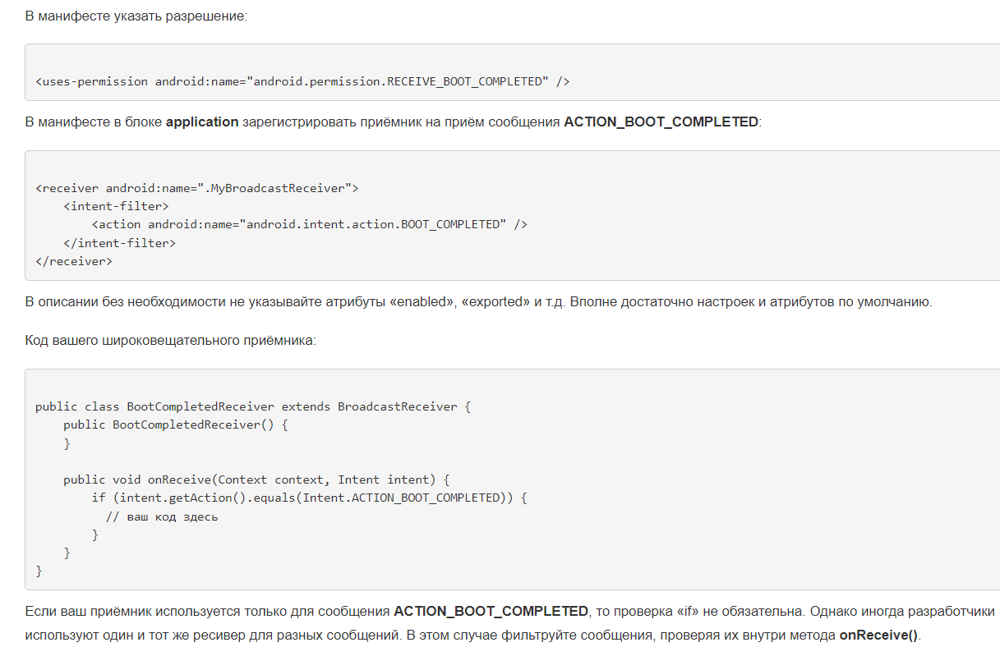 В манифесте указать разрешение:
<uses-permission android:name="android.permission.RECEIVE_BOOT_COMPLETED" />
В манифесте в блоке application зарегистрировать приёмник на приём сообщения ACTION_BOOT_COMPLETED:
<receiver android:name=".MyBroadcastReceiver">
    <intent-filter>
        <action android:name="android.intent.action.BOOT_COMPLETED" />
    </intent-filter>
</receiver>
В описании без необходимости не указывайте атрибуты «enabled», «exported» и т.д. Вполне достаточно настроек и атрибутов по умолчанию.
Код вашего широковещательного приёмника:
public class BootCompletedReceiver extends BroadcastReceiver {
    public BootCompletedReceiver() {
    }
    public void onReceive(Context context, Intent intent) {
        if (intent.getAction().equals(Intent.ACTION_BOOT_COMPLETED)) {
          // ваш код здесь
        }
    }
}
Если ваш приёмник используется только для сообщения ACTION_BOOT_COMPLETED, то проверка «if» не обязательна. Однако иногда разработчики
используют один и тот же ресивер для разных сообщений. В этом случае фильтруйте сообщения, проверяя их внутри метода onReceive().